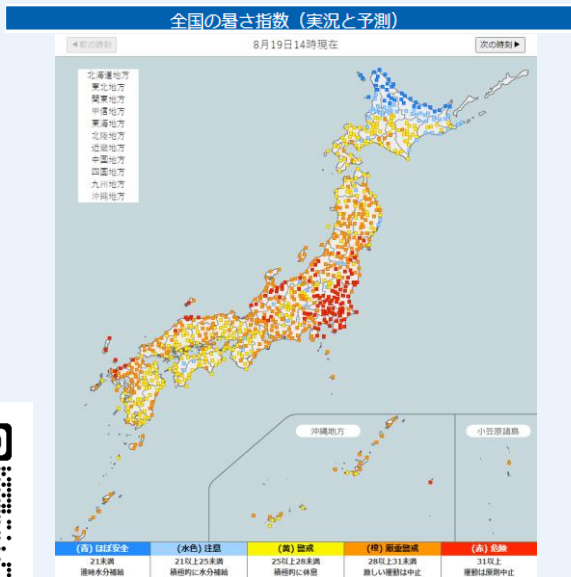 全国の暑さ指数（実況と予測）
◀前の時刻
8月19日14時現在
次の時刻▶
北海道地方
東北地方
関東地方
甲信地方
東海地方
北陸地方
近畿地方
中国地方
四国地方
九州地方
沖縄地方
沖縄地方
小笠原諸島
(青) ほぼ安全
(水色) 注意
(黄) 警戒
(橙) 厳重警戒
(赤) 危険
21未満
21以上25未満
25以上28未満
28以上31未満
31以上
適時水分補給
積極的に水分補給
積極的に休息
激しい運動は中止
運動は原則中止